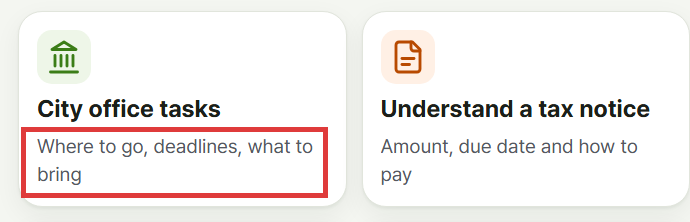 City office tasks
Where to go, deadlines, what to
bring
Understand a tax notice
Amount, due date and how to
pay